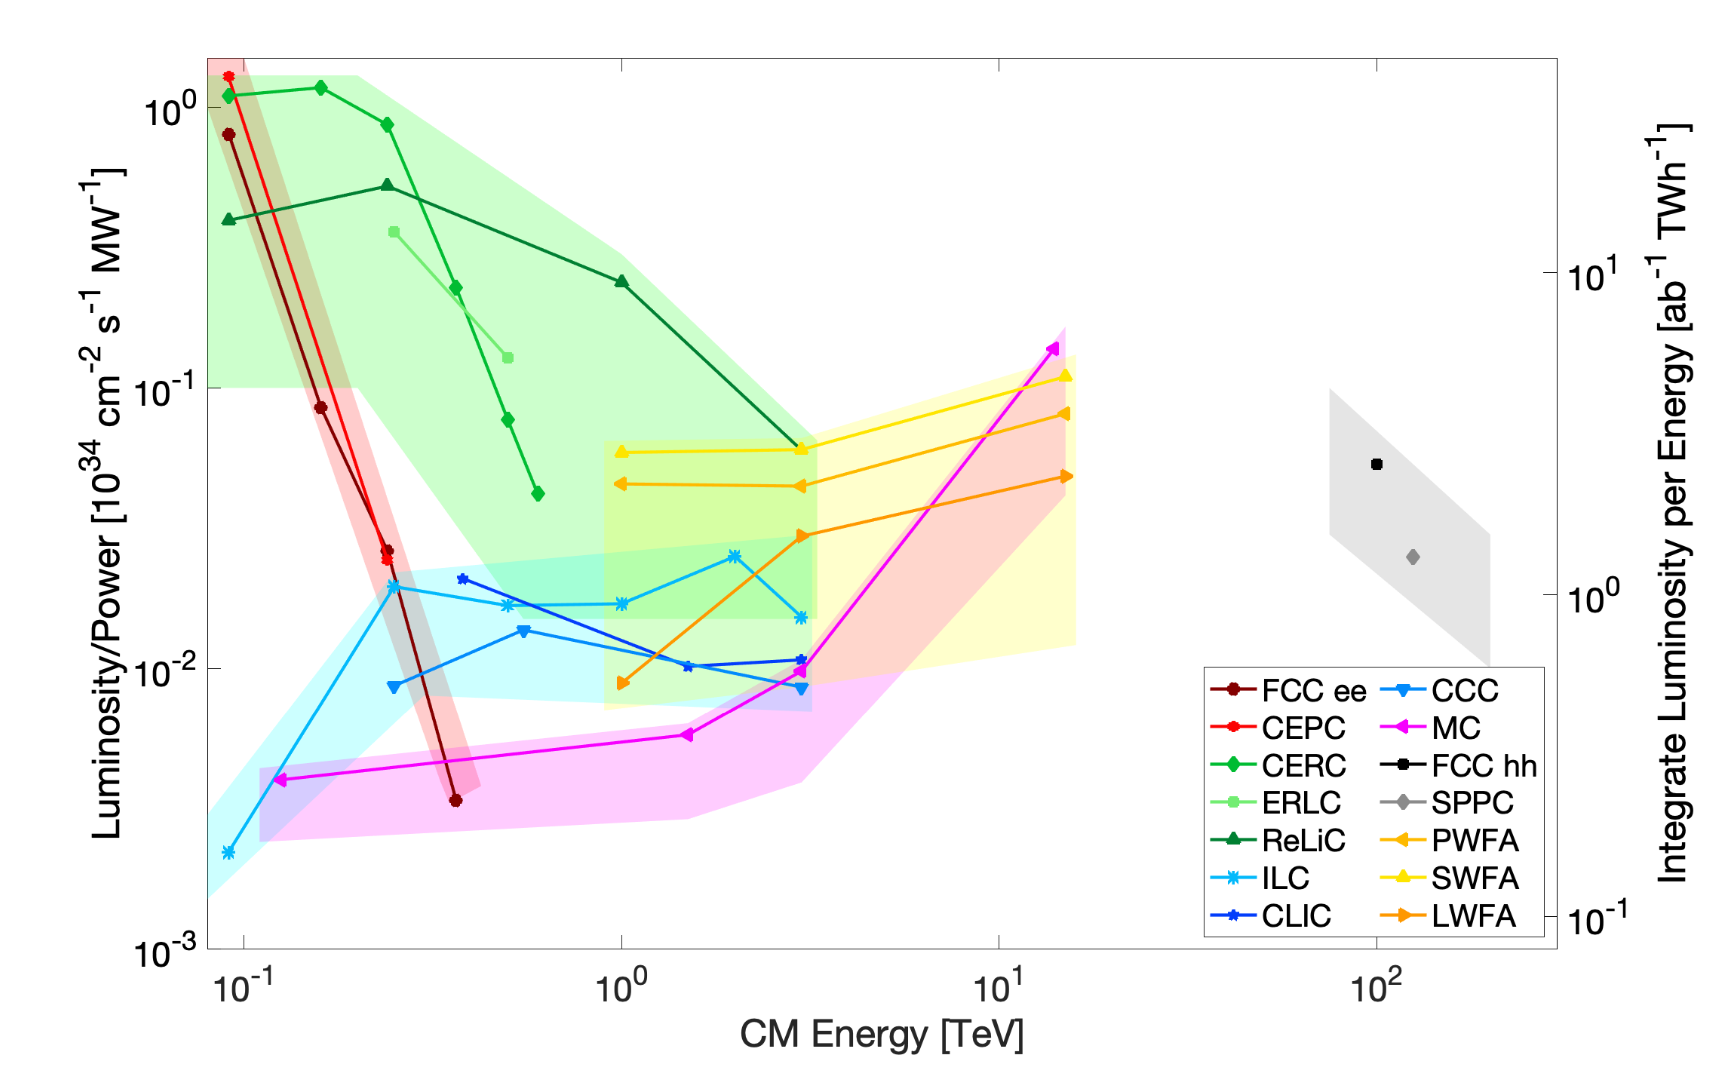 Luminosity/Power [10^34 cm^-2 s^-1 MW^-1]
10^0
10^-1
10^-2
10^-3
10^-1
10^0
10^1
10^2
CM Energy [TeV]
10^1
10^0
10^-1
Integrate Luminosity per Energy [ab^-1 TWh^-1]
FCC ee
CEPC
CERC
ERLC
ReLiC
ILC
CLIC
CCC
MC
FCC hh
SPPC
PWFA
SWFA
LWFA